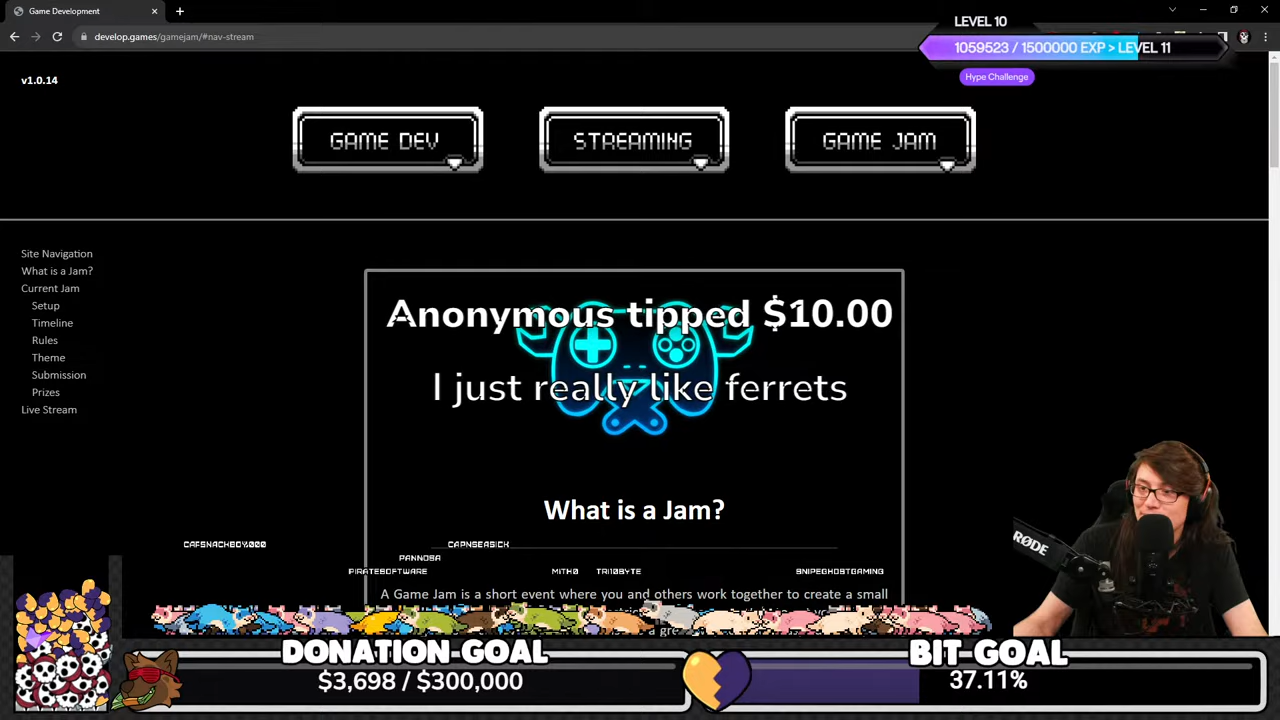 Game Development
develop.games/gamejam/#nav-stream
LEVEL 10
1059523 / 1500000 EXP > LEVEL 11
Hype Challenge
v1.0.14
GAME DEV
STREAMING
GAME JAM
Site Navigation
What is a Jam?
Current Jam
Setup
Timeline
Rules
Theme
Submission
Prizes
Live Stream
Anonymous tipped $10.00
I just really like ferrets
What is a Jam?
CAPNSEASICK
PANNOBA
PIRATESOFTWARE
MITH0
TRI10BYTE
SNIPEGHOSTGAMING
A Game Jam is a short event where you and others work together to create a small
RØDE
DONATION GOAL
$3,698 / $300,000
BIT GOAL
37.11%